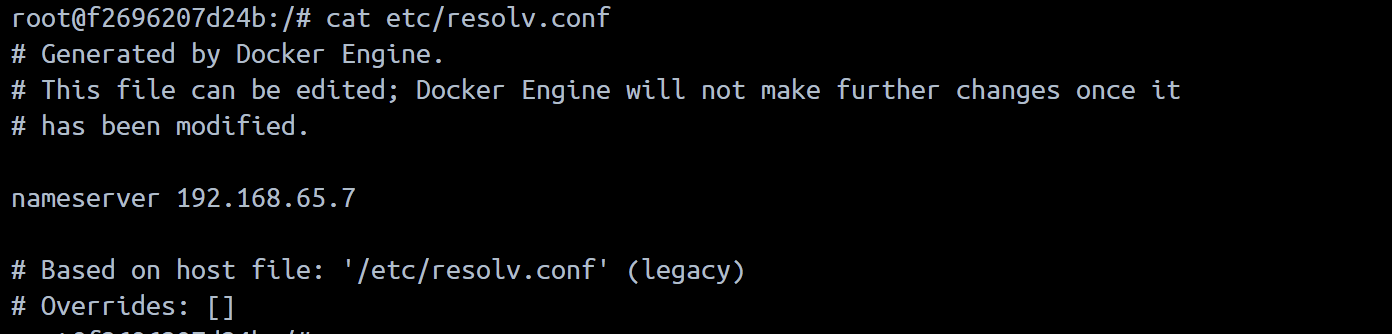 root@f2696207d24b:/# cat etc/resolv.conf
# Generated by Docker Engine.
# This file can be edited; Docker Engine will not make further changes once it
# has been modified.
nameserver 192.168.65.7
# Based on host file: '/etc/resolv.conf' (legacy)
# Overrides: []